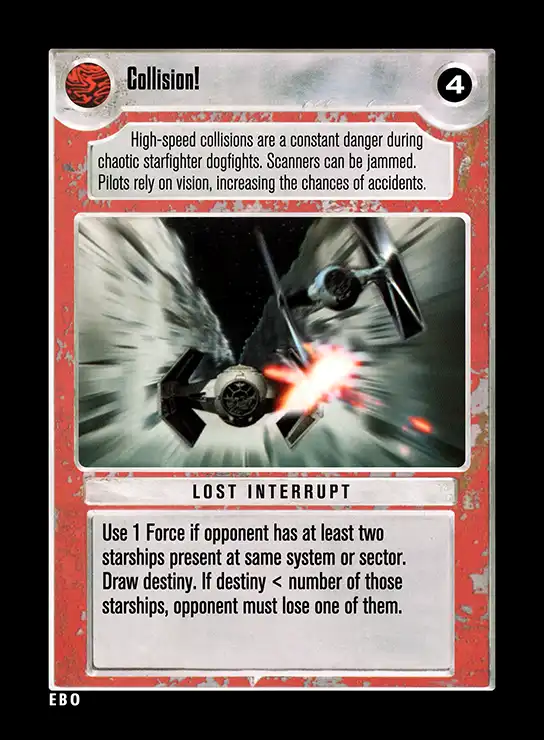 Collision!
4
High-speed collisions are a constant danger during
chaotic starfighter dogfights. Scanners can be jammed.
Pilots rely on vision, increasing the chances of accidents.
LOST INTERRUPT
Use 1 Force if opponent has at least two
starships present at same system or sector.
Draw destiny. If destiny < number of those
starships, opponent must lose one of them.
EBO